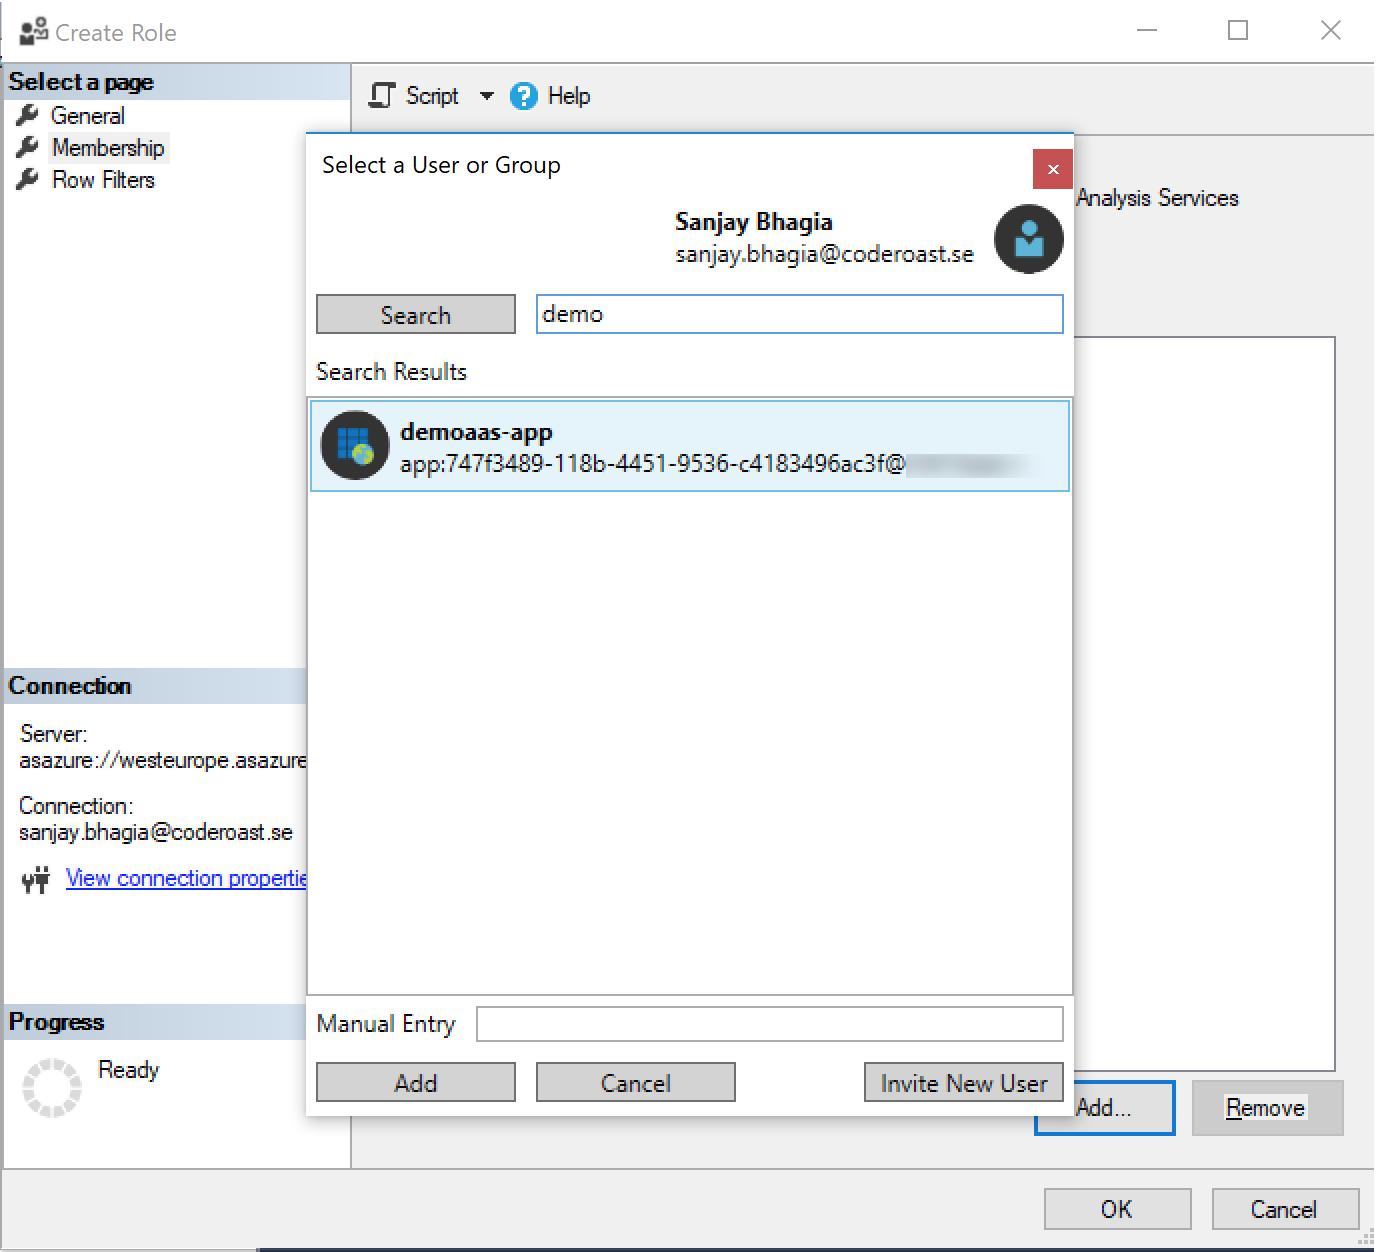 Create Role
Select a page
General
Membership
Row Filters
Script
Help
Select a User or Group
Analysis Services
Sanjay Bhagia
sanjay.bhagia@coderoast.se
Search
demo
Search Results
demoaas-app
app:747f3489-118b-4451-9536-c4183496ac3f@
Connection
Server:
asazure://westeurope.asazure
Connection:
sanjay.bhagia@coderoast.se
View connection propertie
Progress
Ready
Manual Entry
Add
Cancel
Invite New User
Add...
Remove
OK
Cancel